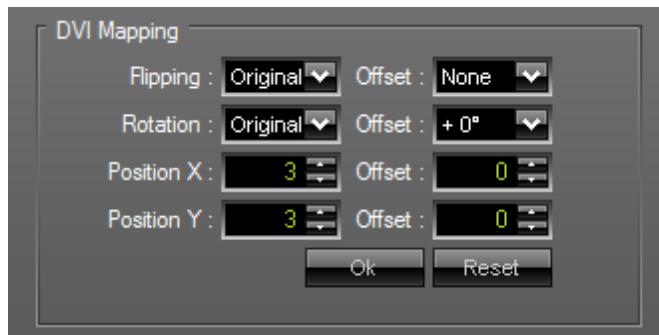 DVI Mapping
Flipping : Original Offset : None
Rotation : Original Offset : + 0°
Position X : 3 Offset : 0
Position Y : 3 Offset : 0
Ok Reset